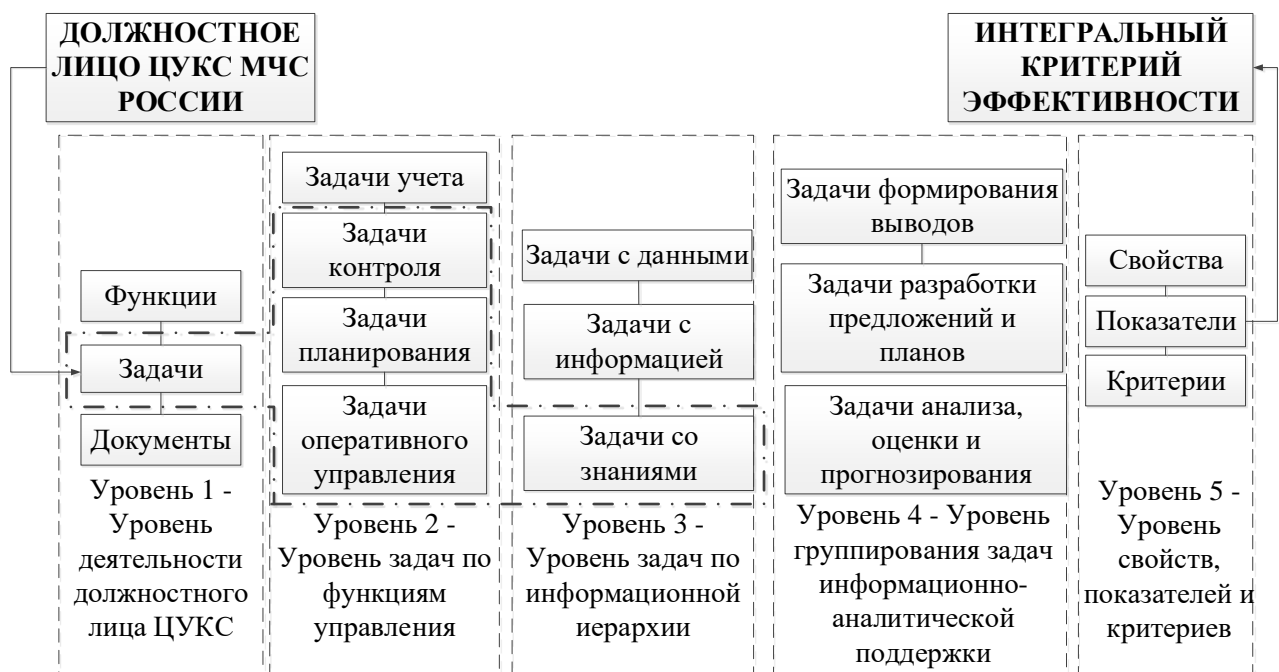 ДОЛЖНОСТНОЕ
ЛИЦО ЦУКС МЧС
РОССИИ
ИНТЕГРАЛЬНЫЙ
КРИТЕРИЙ
ЭФФЕКТИВНОСТИ
Функции
Задачи
Документы
Уровень 1 -
Уровень
деятельности
должностного
лица ЦУКС
Задачи учета
Задачи
контроля
Задачи
планирования
Задачи
оперативного
управления
Уровень 2 -
Уровень задач по
функциям
управления
Задачи с данными
Задачи с
информацией
Задачи со
знаниями
Уровень 3 -
Уровень задач по
информационной
иерархии
Задачи формирования
выводов
Задачи разработки
предложений и
планов
Задачи анализа,
оценки и
прогнозирования
Уровень 4 - Уровень
группирования задач
информационно-
аналитической
поддержки
Свойства
Показатели
Критерии
Уровень 5 -
Уровень
свойств,
показателей и
критериев